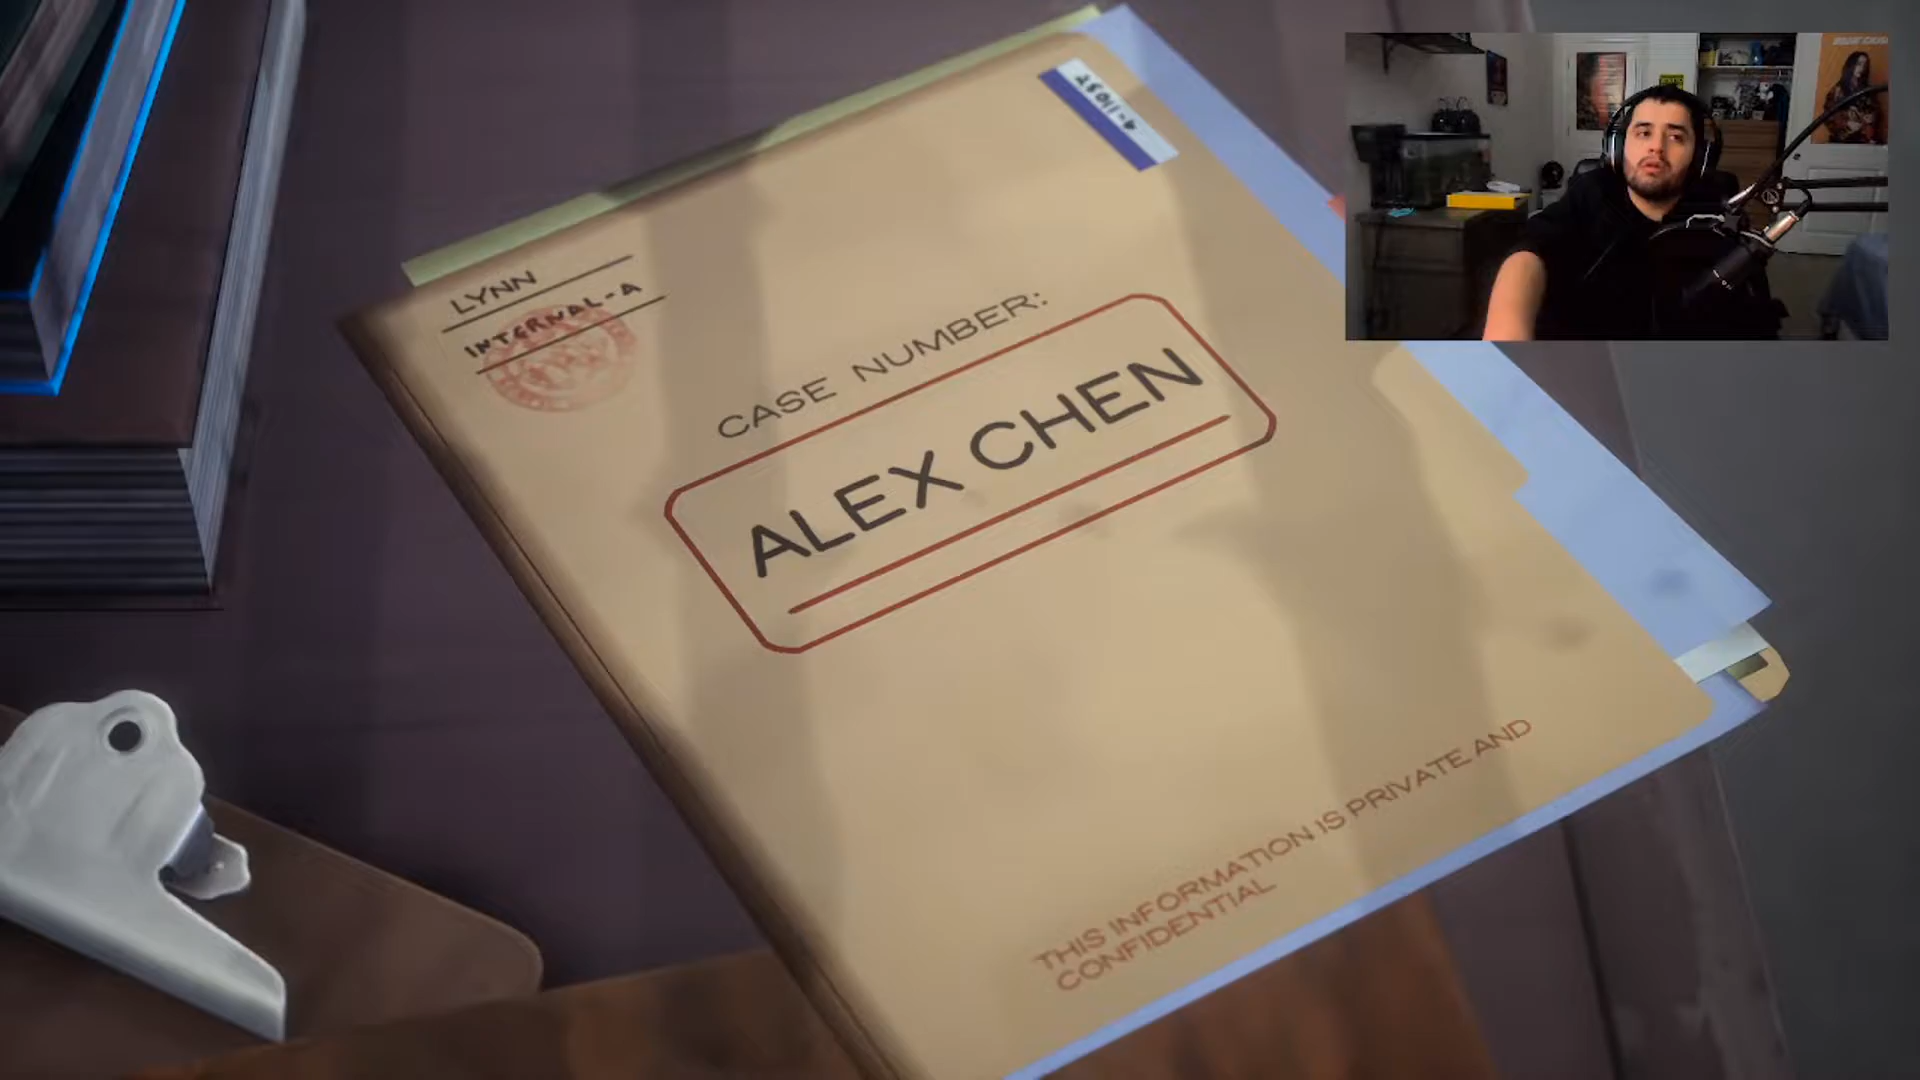 LYNN
INTERNAL-A
CASE NUMBER:
ALEX CHEN
THIS INFORMATION IS PRIVATE AND
CONFIDENTIAL